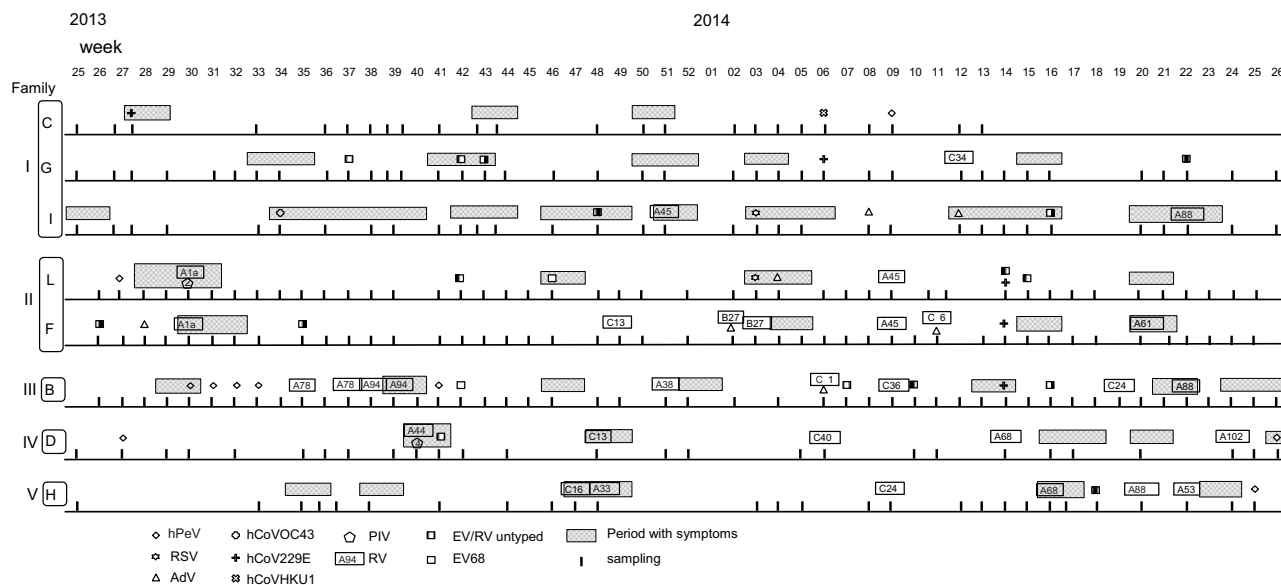 2013 2014
week
25 26 27 28 29 30 31 32 33 34 35 36 37 38 39 40 41 42 43 44 45 46 47 48 49 50 51 52 01 02 03 04 05 06 07 08 09 10 11 12 13 14 15 16 17 18 19 20 21 22 23 24 25 26
Family
C
I G C34
I A45 A88
L A1a 2 A45
II
F A1a C13 B27 B27 A45 C 6 A61
III B A78 A78 A94 A94 A38 C 1 C36 C24 A88
IV D A44 4 C13 C40 A68 A102
V H C16 A33 C24 A68 A88 A53
hPeV hCoVOC43 PIV EV/RV untyped Period with symptoms
RSV hCoV229E A94 RV EV68 sampling
AdV hCoVHKU1